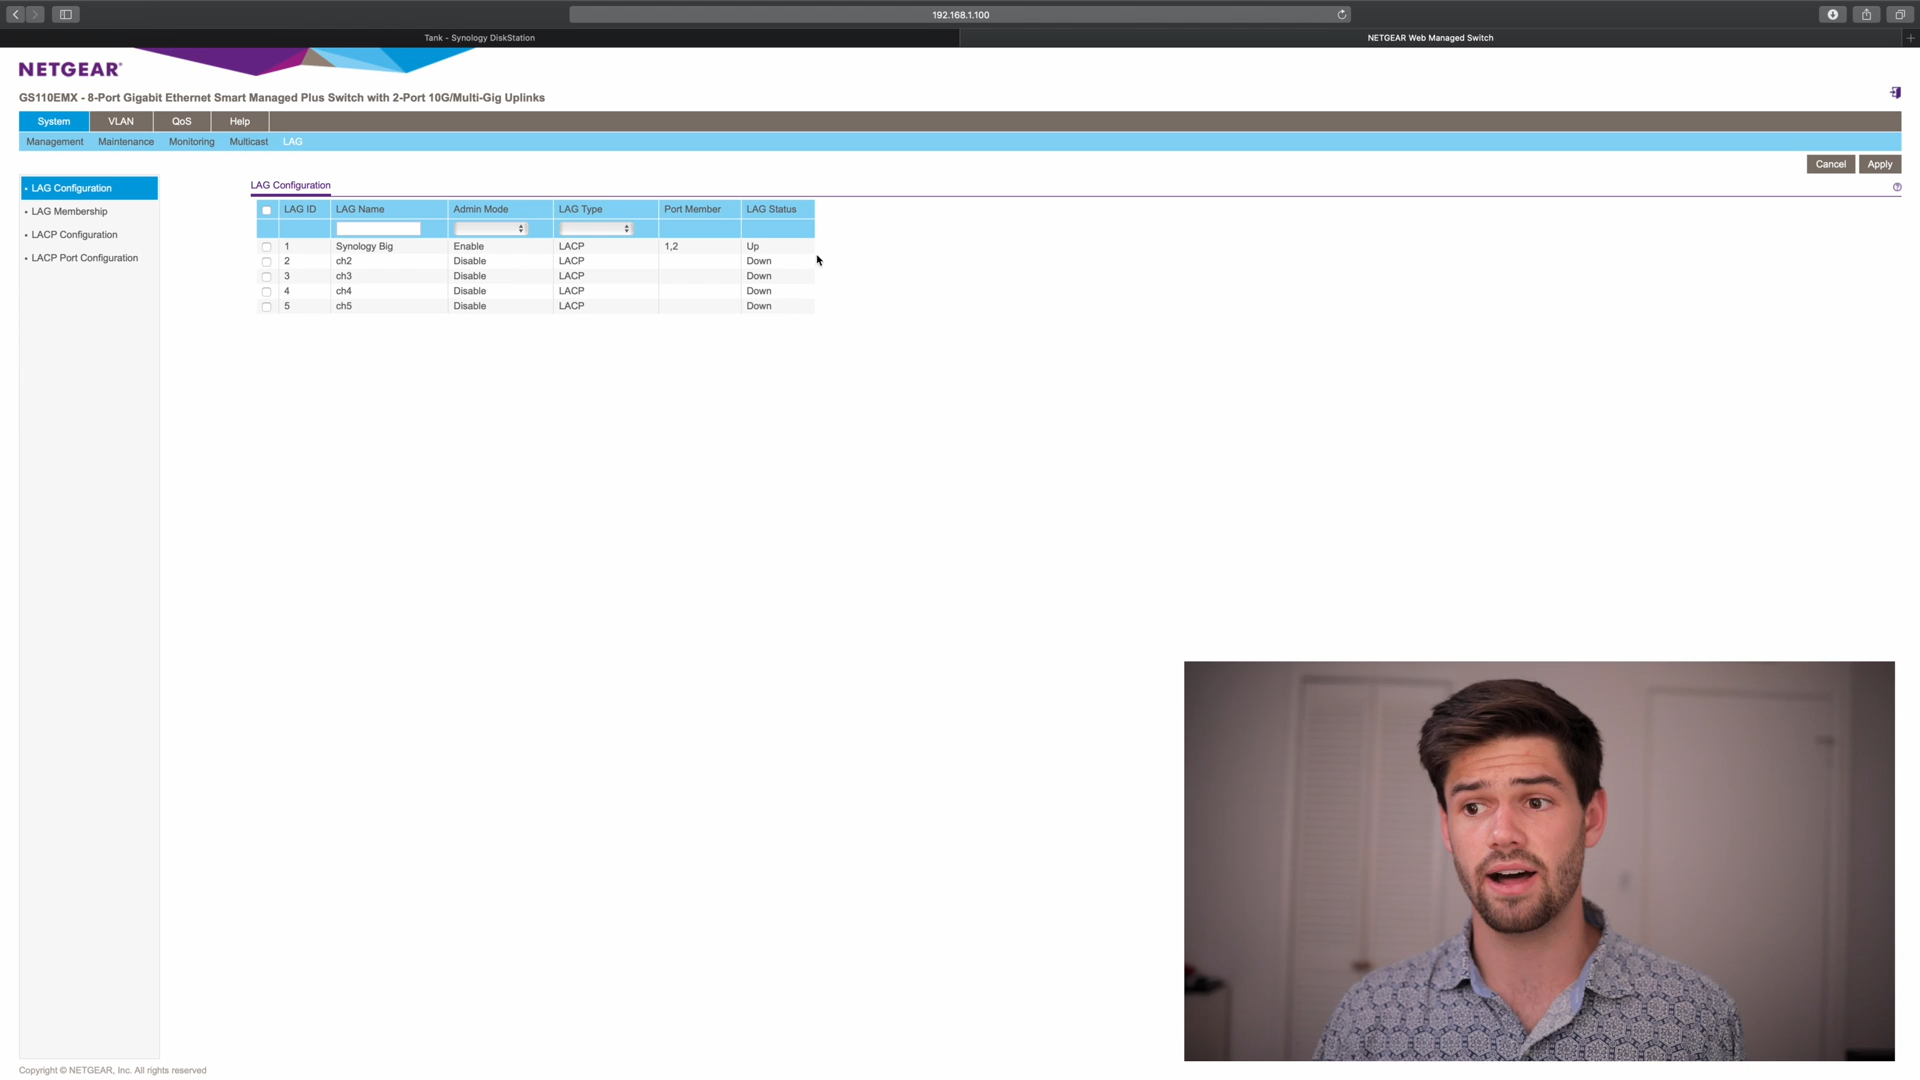 192.168.1.100
Tank - Synology DiskStation
NETGEAR Web Managed Switch
NETGEAR®
GS110EMX - 8-Port Gigabit Ethernet Smart Managed Plus Switch with 2-Port 10G/Multi-Gig Uplinks
System VLAN QoS Help
Management Maintenance Monitoring Multicast LAG
Cancel Apply
LAG Configuration
LAG Membership
LACP Configuration
LACP Port Configuration
LAG Configuration
LAG ID LAG Name Admin Mode LAG Type Port Member LAG Status
1 Synology Big Enable LACP 1,2 Up
2 ch2 Disable LACP Down
3 ch3 Disable LACP Down
4 ch4 Disable LACP Down
5 ch5 Disable LACP Down
Copyright © NETGEAR, Inc. All rights reserved